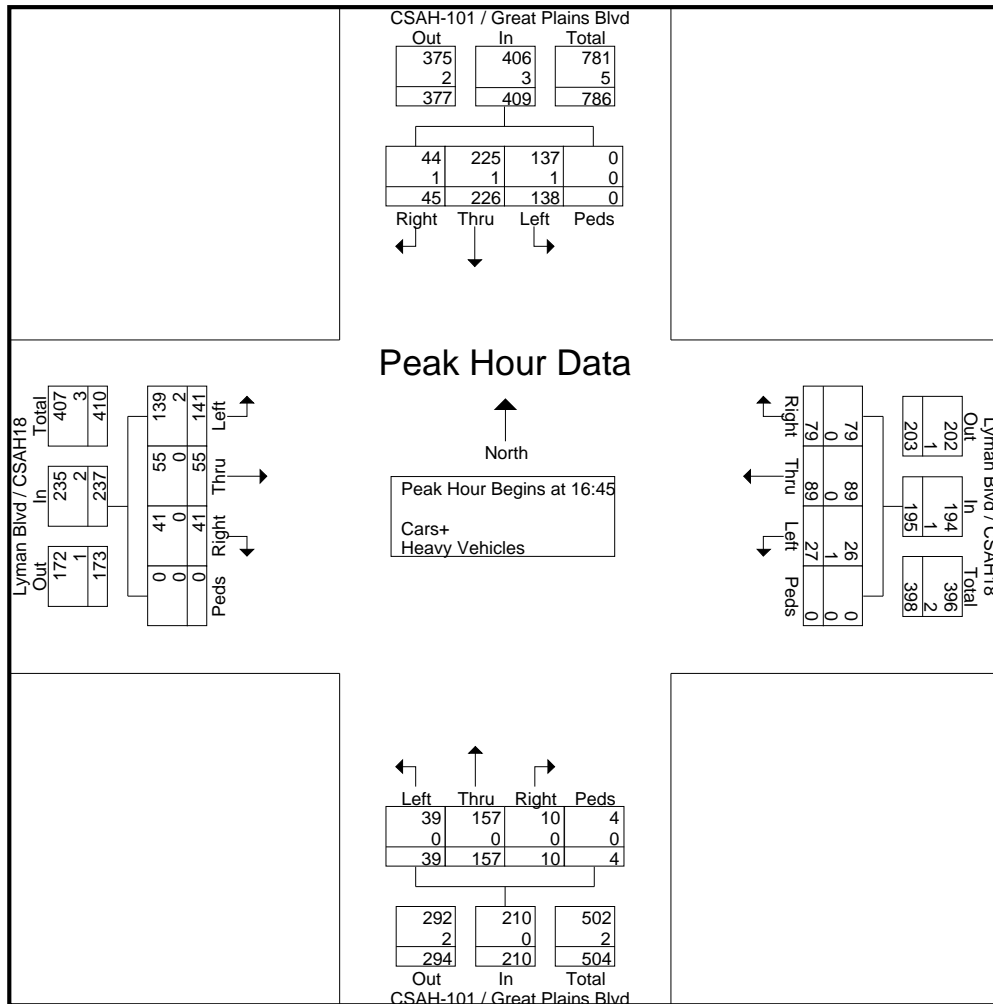 CSAH-101 / Great Plains Blvd
Out In Total
375 406 781
2 3 5
377 409 786
44 225 137 0
1 1 1 0
45 226 138 0
Right Thru Left Peds
Peak Hour Data
North
Peak Hour Begins at 16:45
Cars+
Heavy Vehicles
Lyman Blvd / CSAH18
Out In Total
172 235 407
1 2 3
173 237 410
139 55 41 0
2 0 0 0
141 55 41 0
Left Thru Right Peds
Lyman Blvd / CSAH18
Out In Total
202 194 396
1 1 2
203 195 398
79 89 26 0
0 0 1 0
79 89 27 0
Right Thru Left Peds
Left Thru Right Peds
39 157 10 4
0 0 0 0
39 157 10 4
292 210 502
2 0 2
294 210 504
Out In Total
CSAH-101 / Great Plains Blvd